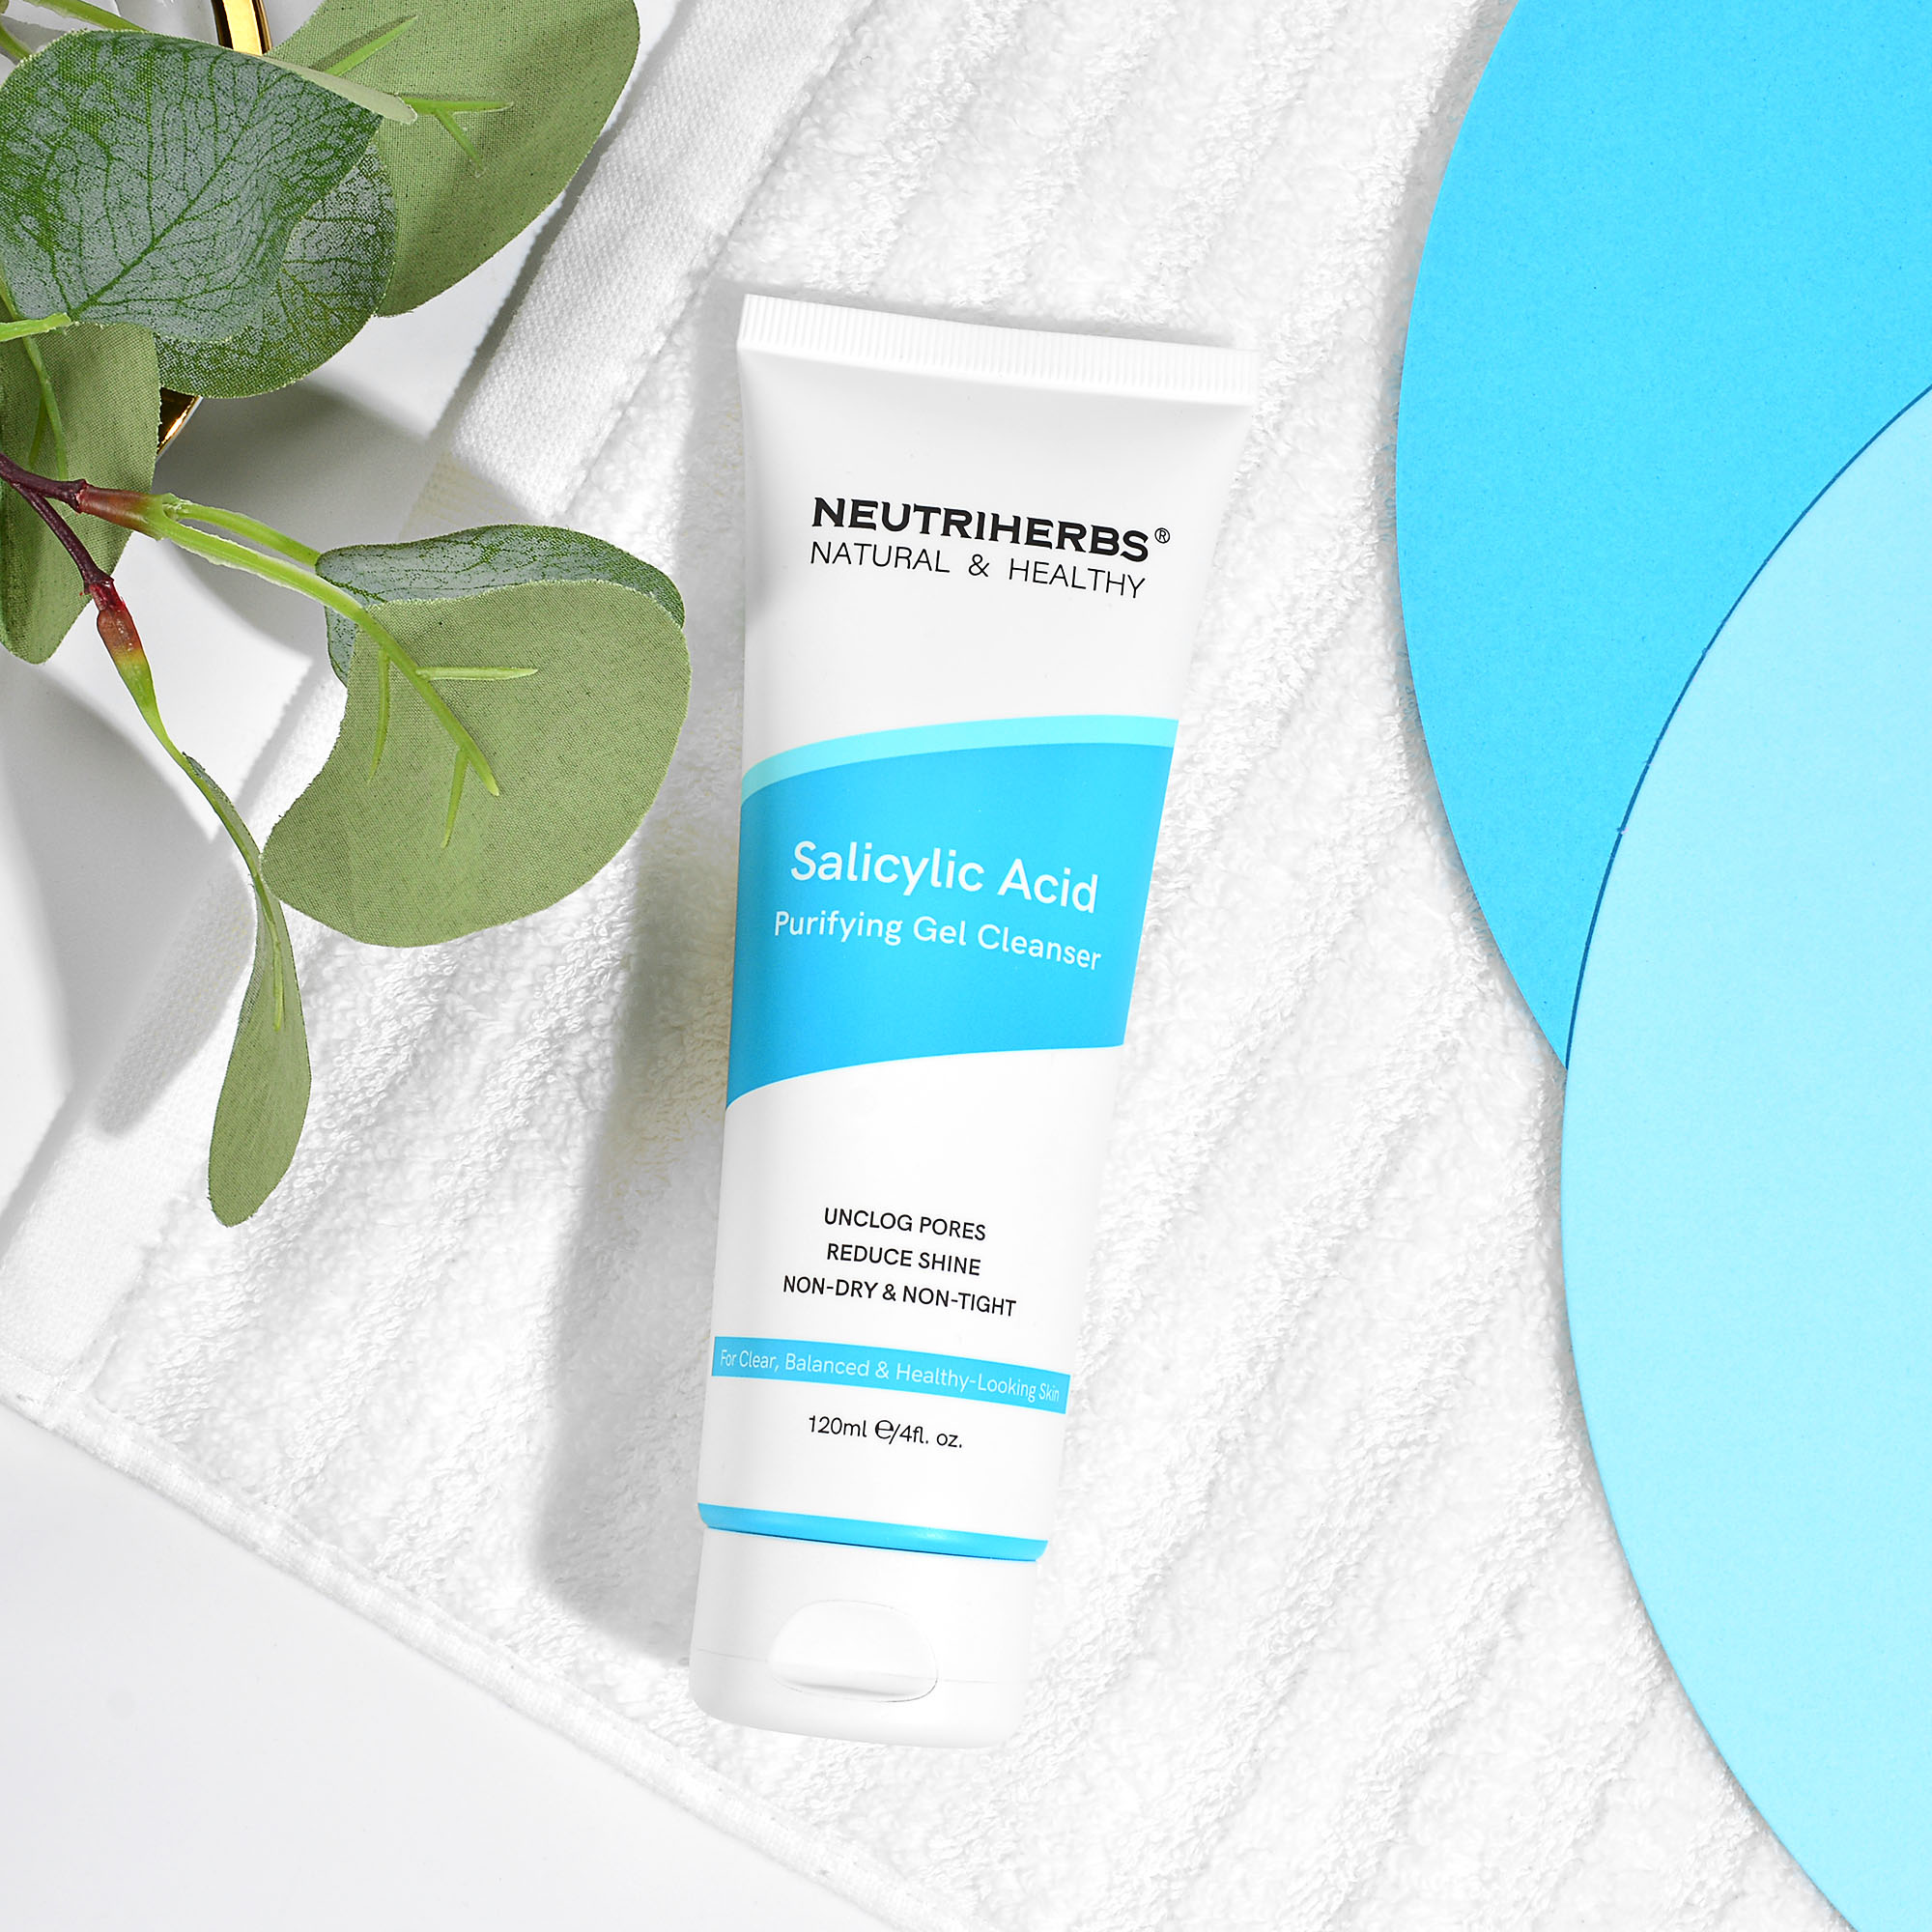 NEUTRIHERBS®
NATURAL & HEALTHY
Salicylic Acid
Purifying Gel Cleanser
UNCLOG PORES
REDUCE SHINE
NON-DRY & NON-TIGHT
For Clear, Balanced & Healthy-Looking Skin
120ml ℮/4fl. oz.